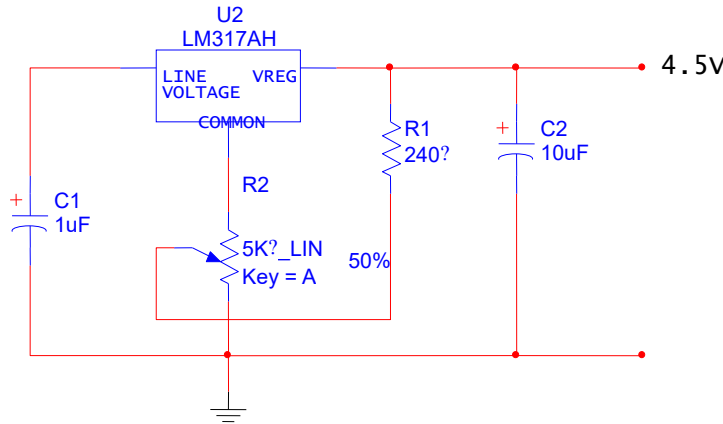 U2
LM317AH
LINE VREG
VOLTAGE
COMMON
4.5V
R1
240?
C2
10uF
R2
C1
1uF
5K?_LIN
Key = A
50%